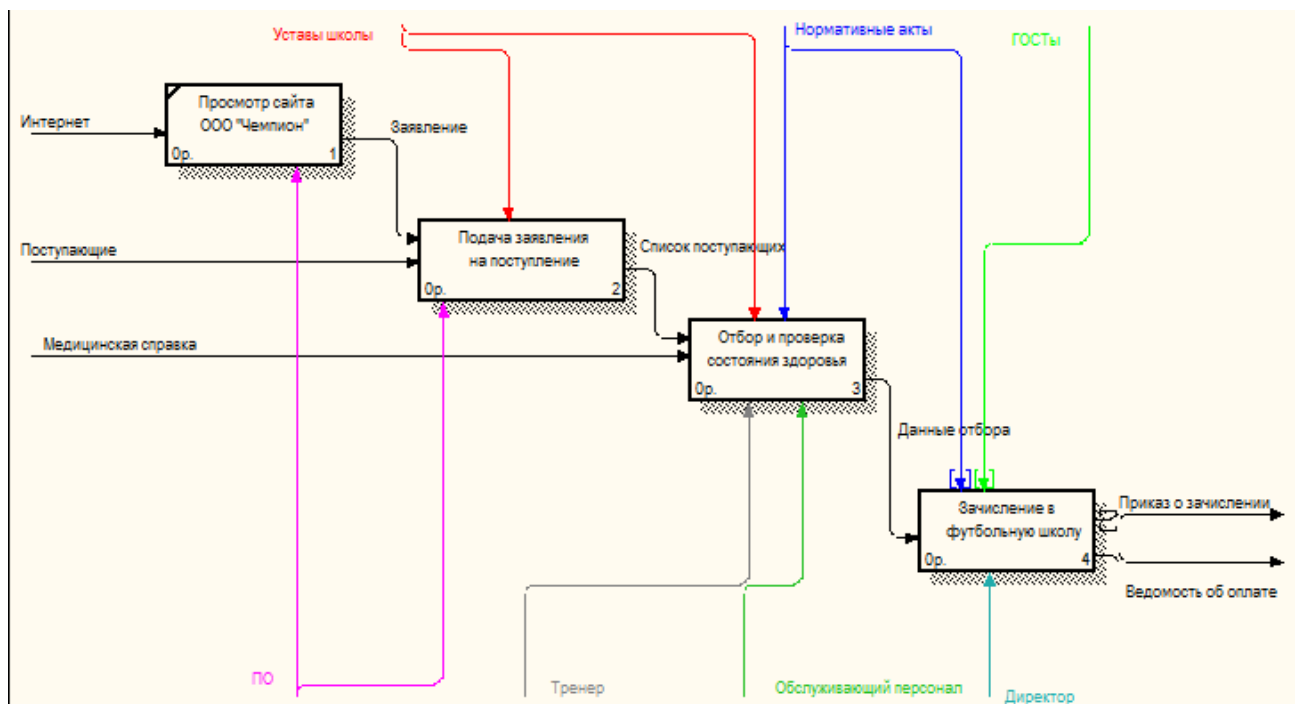 Уставы школы
Нормативные акты
ГОСТы
Просмотр сайта
ООО "Чемпион"
0р. 1
Интернет
Заявление
Подача заявления
на поступление
0р. 2
Поступающие
Список поступающих
Медицинская справка
Отбор и проверка
состояния здоровья
0р. 3
Данные отбора
Зачисление в
футбольную школу
0р. 4
Приказ о зачислении
Ведомость об оплате
ПО
Тренер
Обслуживающий персонал
Директор